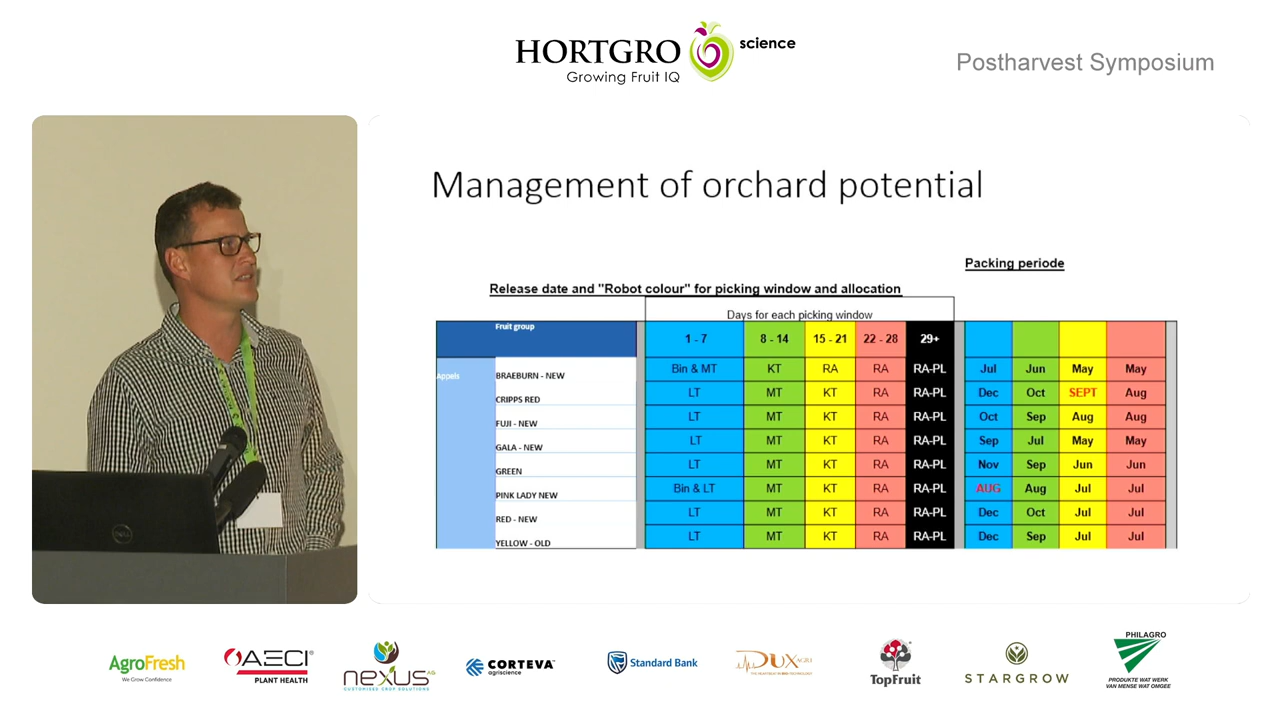 HORTGRO science
Growing Fruit IQ
Postharvest Symposium
Management of orchard potential
Packing periode
Release date and "Robot colour" for picking window and allocation
Days for each picking window
Fruit group 1 - 7 8 - 14 15 - 21 22 - 28 29+
Appels BRAEBURN - NEW Bin & MT KT RA RA RA-PL Jul Jun May May
CRIPPS RED LT MT KT RA RA-PL Dec Oct SEPT Aug
FUJI - NEW LT MT KT RA RA-PL Oct Sep Aug Aug
GALA - NEW LT MT KT RA RA-PL Sep Jul May May
GREEN LT MT KT RA RA-PL Nov Sep Jun Jun
PINK LADY NEW Bin & LT MT KT RA RA-PL AUG Aug Jul Jul
RED - NEW LT MT KT RA RA-PL Dec Oct Jul Jul
YELLOW - OLD LT MT KT RA RA-PL Dec Sep Jul Jul
DELL
AgroFresh
We Grow Confidence
AECI®
PLANT HEALTH
nexusAG
CUSTOMISED CROP SOLUTIONS
CORTEVA™
agriscience
Standard Bank
DUX AGRI
TopFruit
STARGROW
PHILAGRO
PRODUKTE WAT WERK
VAN MENSE WAT OMGEE